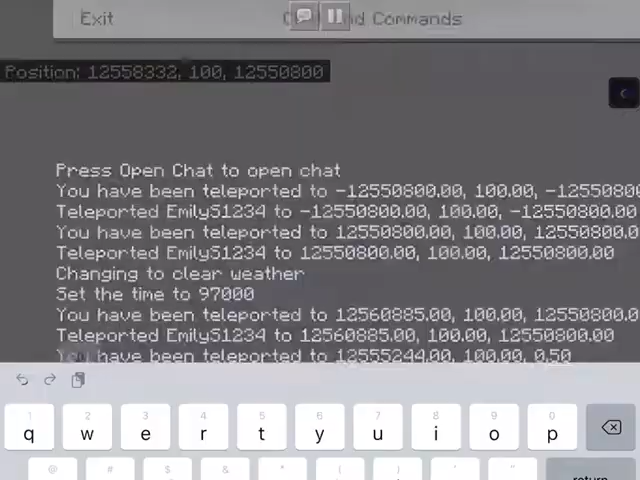 Exit
nd Commands
Position: 12558332, 100, 12550800
Press Open Chat to open chat
You have been teleported to -12550800.00, 100.00, -1255080
Teleported Emily51234 to -12550800.00, 100.00, -12550800.00
You have been teleported to 12550800.00, 100.00, 12550800.0
Teleported Emily51234 to 12550800.00, 100.00, 12550800.00
Changing to clear weather
Set the time to 97000
You have been teleported to 12560885.00, 100.00, 12550800.0
Teleported Emily51234 to 12560885.00, 100.00, 12550800.00
You have been teleported to 12555244.00, 100.00, 0.50
1 2 3 4 5 6 7 8 9 0
q w e r t y u i o p
@ # $ & * ( ) ' "
return